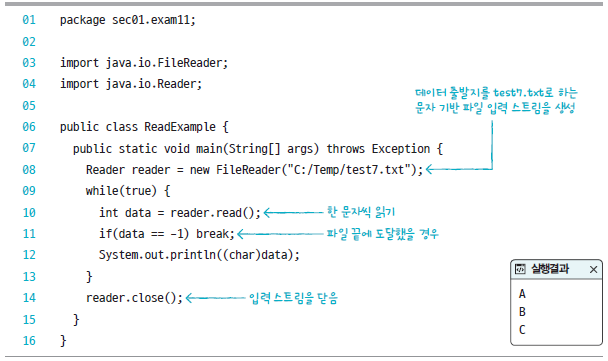 01 package sec01.exam11;
02
03 import java.io.FileReader;
04 import java.io.Reader;
05
데이터 출발지를 test7.txt로 하는
문자 기반 파일 입력 스트림을 생성
06 public class ReadExample {
07 public static void main(String[] args) throws Exception {
08 Reader reader = new FileReader("C:/Temp/test7.txt");
09 while(true) {
10 int data = reader.read(); 한 문자씩 읽기
11 if(data == -1) break; 파일 끝에 도달했을 경우
12 System.out.println((char)data);
13 }
14 reader.close(); 입력 스트림을 닫음
15 }
16 }
실행결과 ×
A
B
C